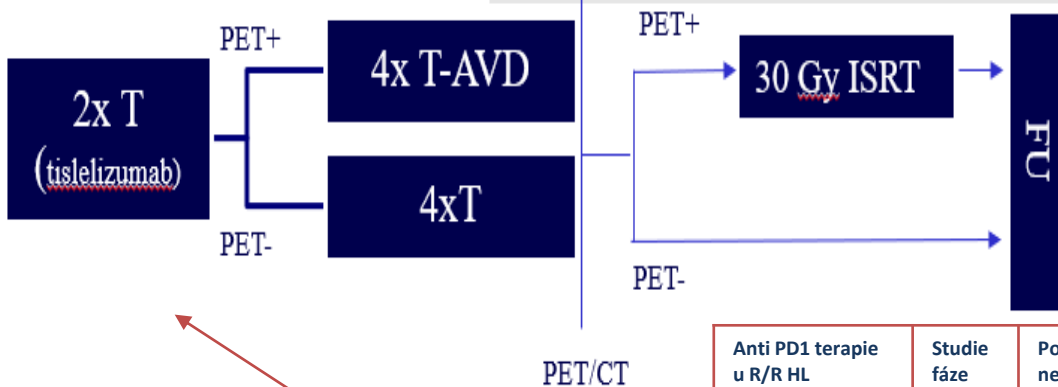 PET+
PET+
2x T
(tislelizumab)
4x T-AVD
30 Gy ISRT
FU
4xT
PET-
PET-
PET/CT
Anti PD1 terapie
u R/R HL
Studie
fáze